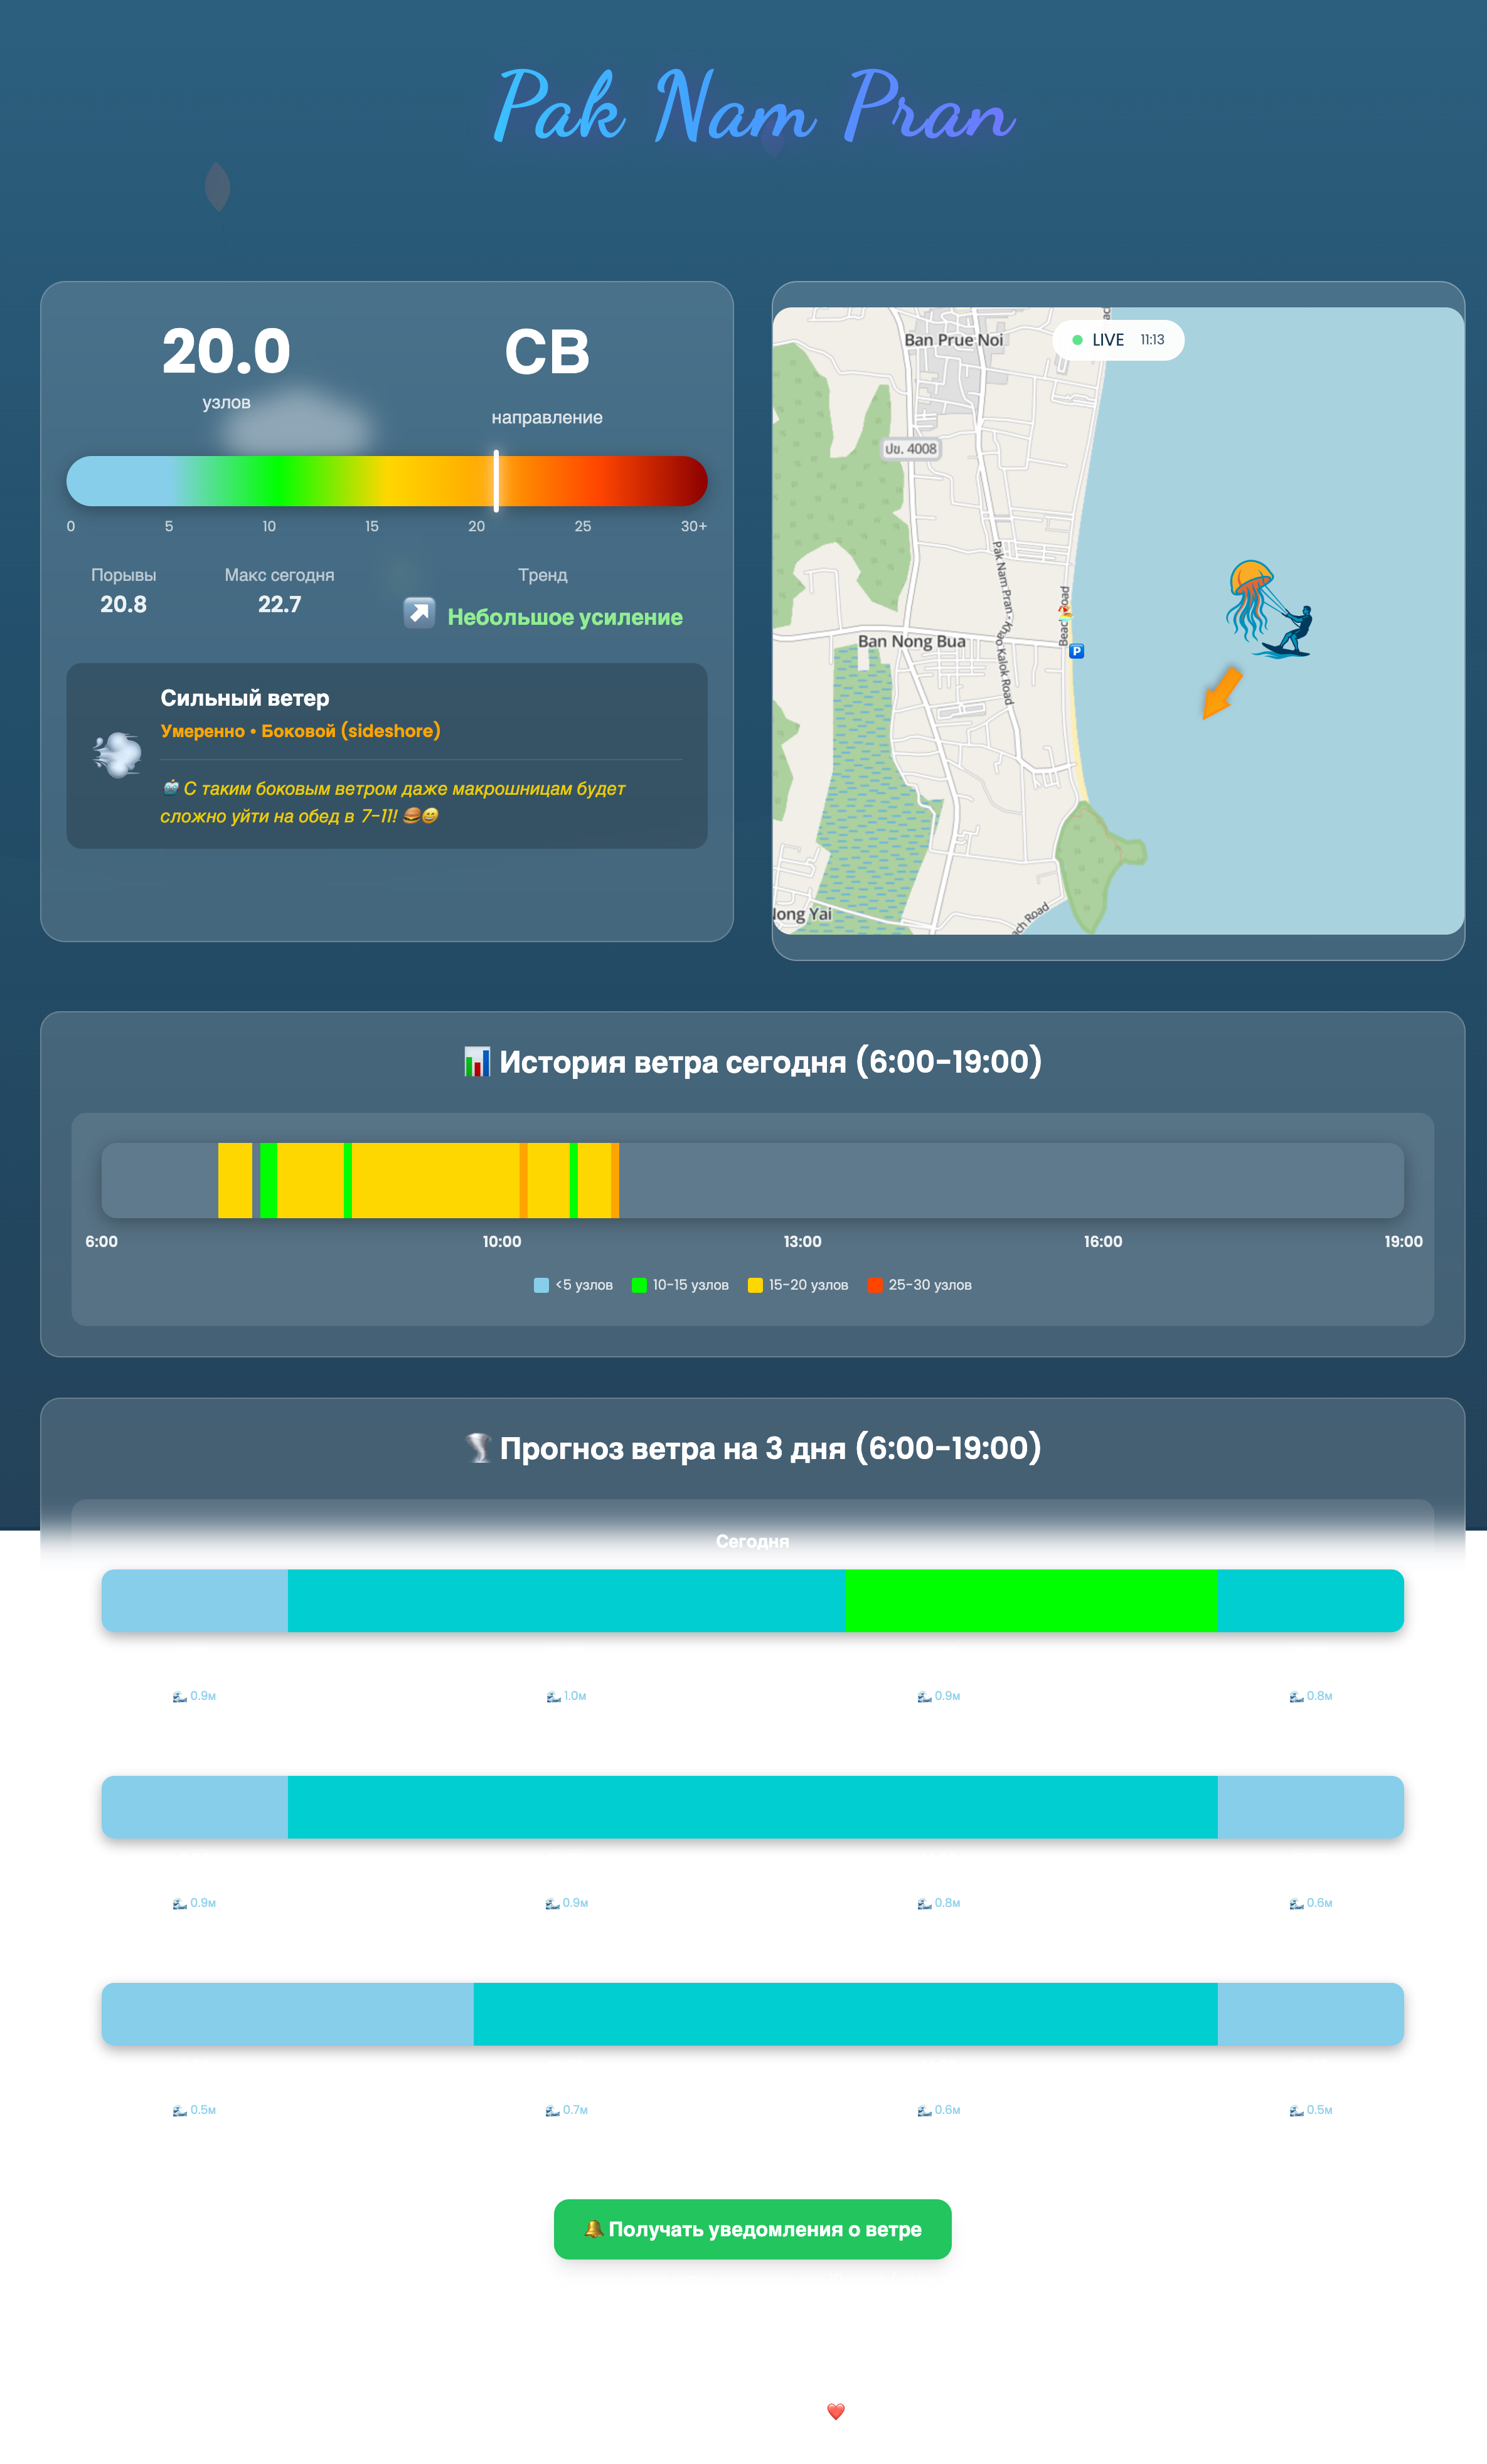 Pak Nam Pran
20.0
узлов
СВ
направление
0 5 10 15 20 25 30+
Порывы
20.8
Макс сегодня
22.7
Тренд
↗️ Небольшое усиление
Сильный ветер
Умеренно • Боковой (sideshore)
С таким боковым ветром даже макрошницам будет
сложно уйти на обед в 7-11! 🍔😄
LIVE 11:13
Ban Prue Noi
ปข. 4008
Pak Nam Pran - Khao Kalok Road
Beach Road
P
Ban Nong Bua
ach Road
📊 История ветра сегодня (6:00-19:00)
6:00 10:00 13:00 16:00 19:00
<5 узлов 10-15 узлов 15-20 узлов 25-30 узлов
🌪️ Прогноз ветра на 3 дня (6:00-19:00)
Сегодня
🌊 0.9м 🌊 1.0м 🌊 0.9м 🌊 0.8м
🌊 0.9м 🌊 0.9м 🌊 0.8м 🌊 0.6м
🌊 0.5м 🌊 0.7м 🌊 0.6м 🌊 0.5м
🔔 Получать уведомления о ветре
❤️